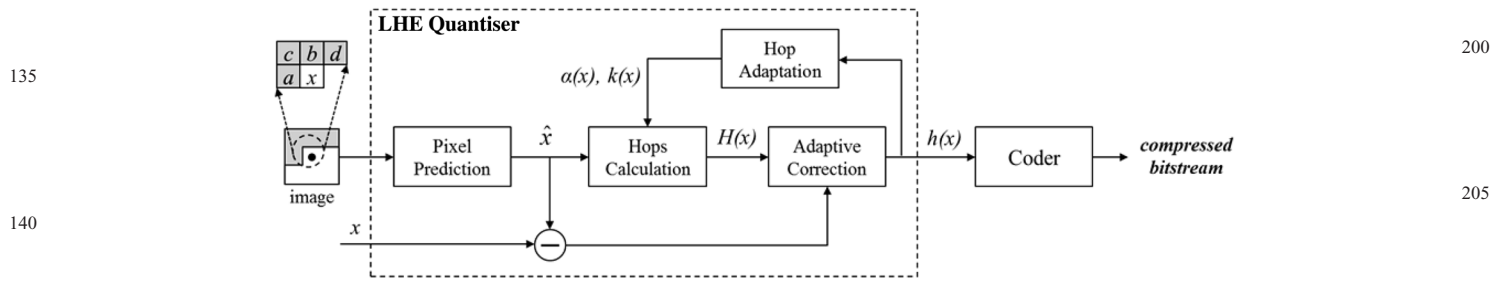 LHE Quantiser
c b d
a x
135
140
200
205
image
Pixel
Prediction
x̂
Hops
Calculation
α(x), k(x)
Hop
Adaptation
H(x)
Adaptive
Correction
h(x)
Coder
compressed
bitstream
x
−